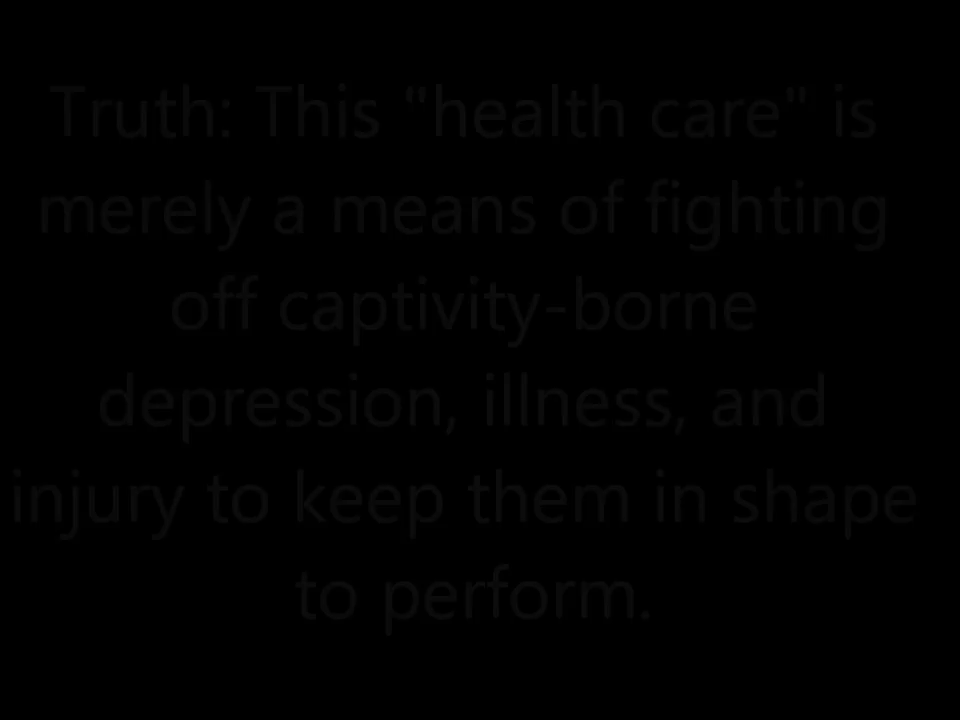 Truth: This "health care" is
merely a means of fighting
off captivity-borne
depression, illness, and
injury to keep them in shape
to perform.